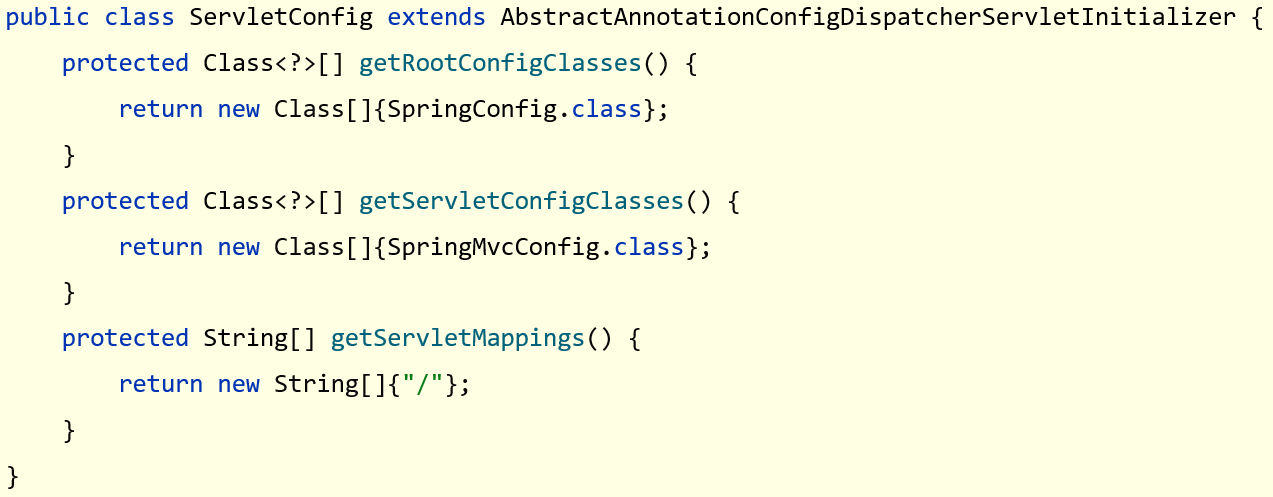 public class ServletConfig extends AbstractAnnotationConfigDispatcherServletInitializer {
    protected Class<?>[] getRootConfigClasses() {
        return new Class[]{SpringConfig.class};
    }
    protected Class<?>[] getServletConfigClasses() {
        return new Class[]{SpringMvcConfig.class};
    }
    protected String[] getServletMappings() {
        return new String[]{"/"};
    }
}